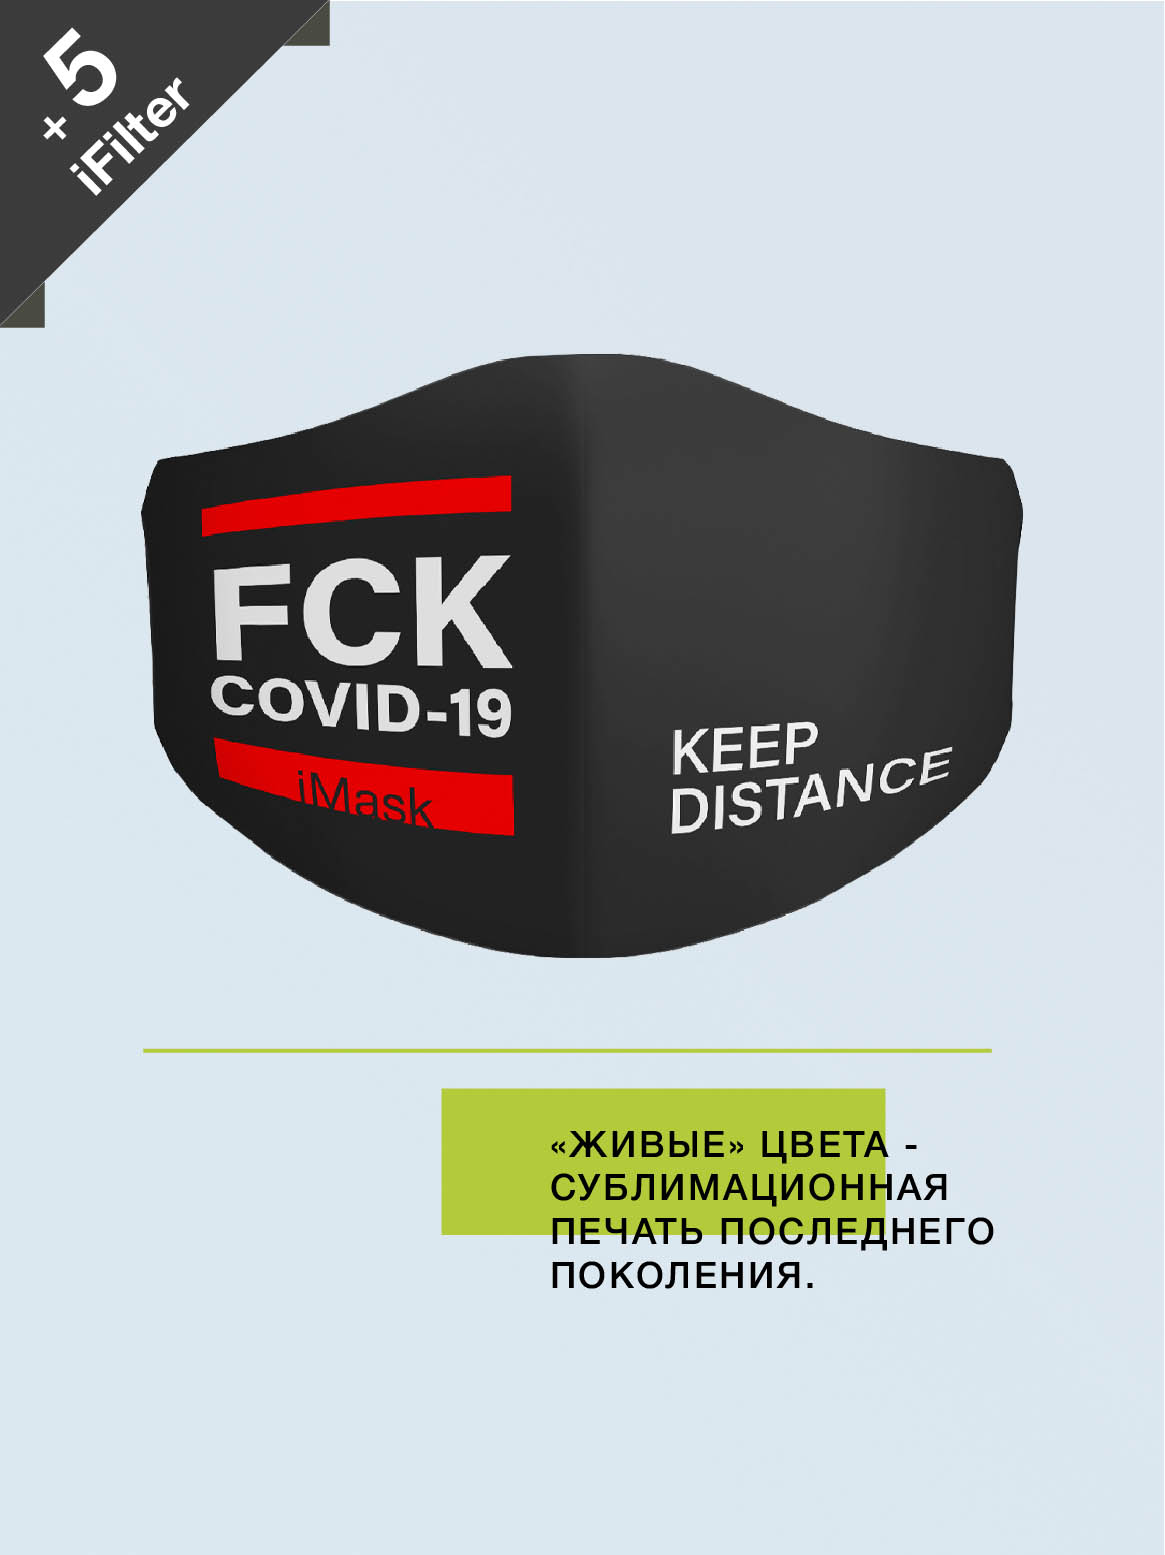 + 5
iFilter
FCK
COVID-19
iMask
KEEP
DISTANCE
«ЖИВЫЕ» ЦВЕТА -
СУБЛИМАЦИОННАЯ
ПЕЧАТЬ ПОСЛЕДНЕГО
ПОКОЛЕНИЯ.